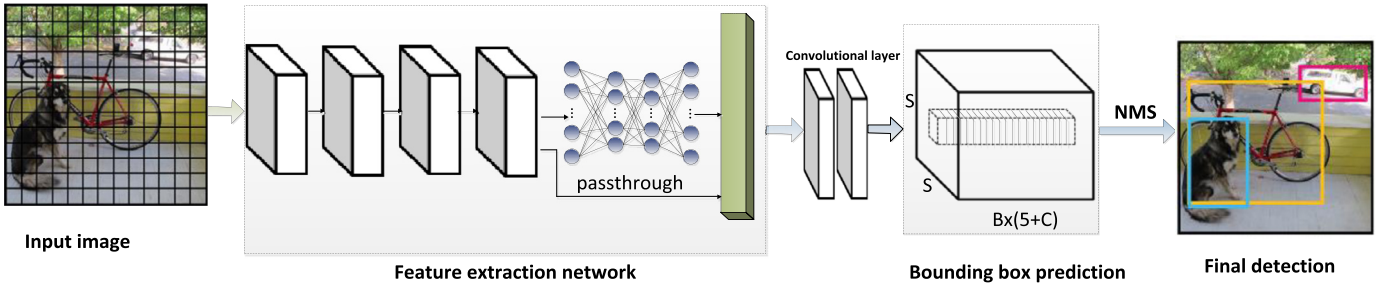 Input image
passthrough
Feature extraction network
Convolutional layer
S
S
Bx(5+C)
Bounding box prediction
NMS
Final detection